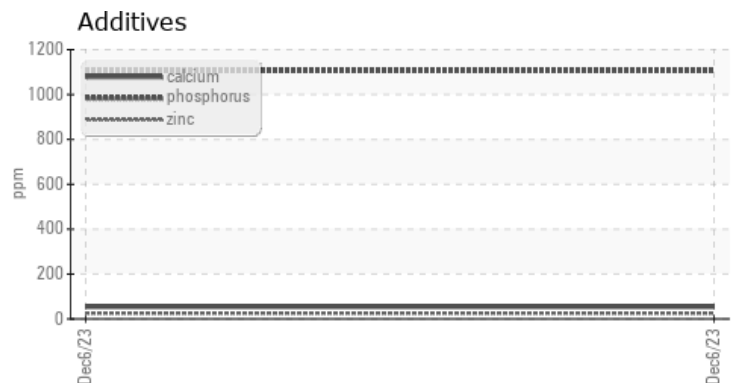 Additives
1200
1000
800
600
400
200
0
ppm
calcium
phosphorus
zinc
Dec6/23
Dec6/23